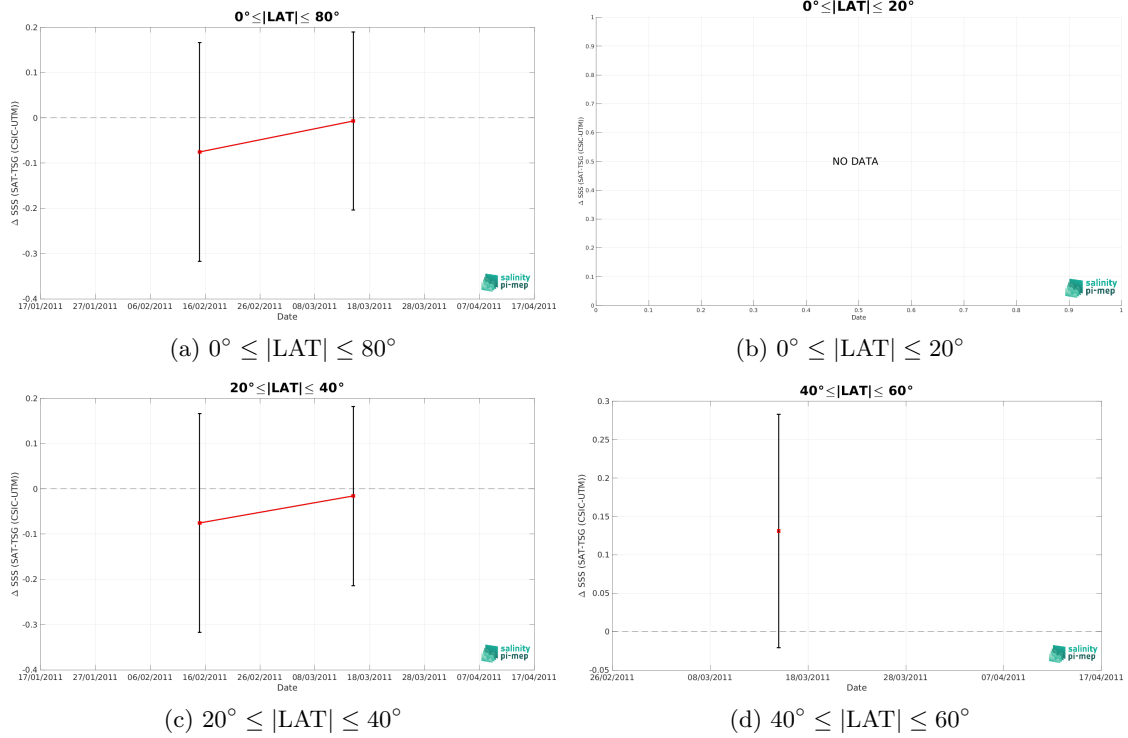 0°≤|LAT|≤ 80°
0.2
0.1
0
-0.1
-0.2
-0.3
-0.4
Δ SSS (SAT-TSG (CSIC-UTM))
17/01/2011 27/01/2011 06/02/2011 16/02/2011 26/02/2011 08/03/2011 18/03/2011 28/03/2011 07/04/2011 17/04/2011
Date
salinity
pi-mep
(a) 0° ≤ |LAT| ≤ 80°
0°≤|LAT|≤ 20°
1
0.9
0.8
0.7
0.6
0.5
0.4
0.3
0.2
0.1
0
Δ SSS (SAT-TSG (CSIC-UTM))
NO DATA
0 0.1 0.2 0.3 0.4 0.5 0.6 0.7 0.8 0.9 1
Date
salinity
pi-mep
(b) 0° ≤ |LAT| ≤ 20°
20°≤|LAT|≤ 40°
0.2
0.1
0
-0.1
-0.2
-0.3
-0.4
Δ SSS (SAT-TSG (CSIC-UTM))
17/01/2011 27/01/2011 06/02/2011 16/02/2011 26/02/2011 08/03/2011 18/03/2011 28/03/2011 07/04/2011 17/04/2011
Date
salinity
pi-mep
(c) 20° ≤ |LAT| ≤ 40°
40°≤|LAT|≤ 60°
0.3
0.25
0.2
0.15
0.1
0.05
0
-0.05
Δ SSS (SAT-TSG (CSIC-UTM))
26/02/2011 08/03/2011 18/03/2011 28/03/2011 07/04/2011 17/04/2011
Date
salinity
pi-mep
(d) 40° ≤ |LAT| ≤ 60°